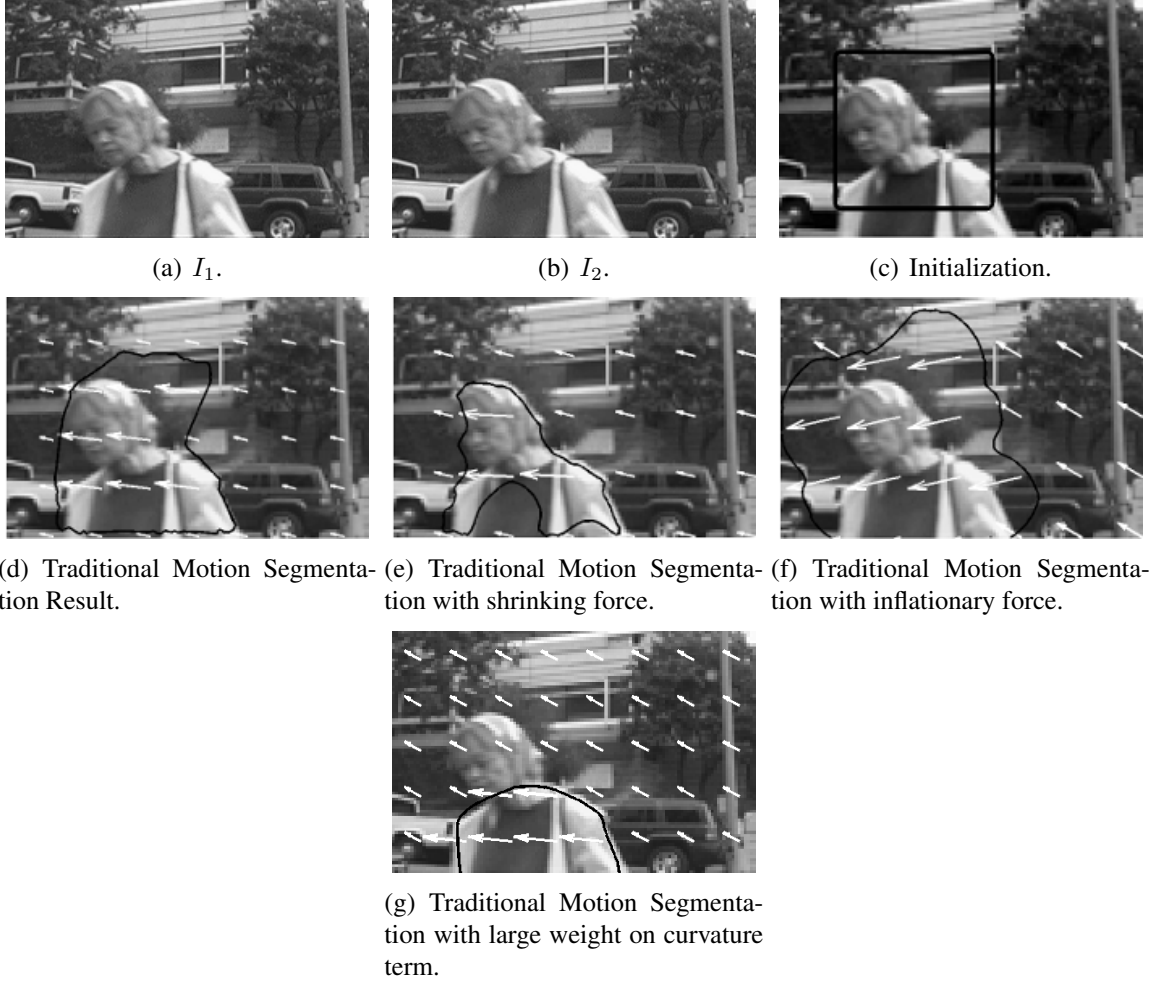 (a) I₁.
(b) I₂.
(c) Initialization.
(d) Traditional Motion Segmenta-
tion Result.
(e) Traditional Motion Segmenta-
tion with shrinking force.
(f) Traditional Motion Segmenta-
tion with inflationary force.
(g) Traditional Motion Segmenta-
tion with large weight on curvature
term.